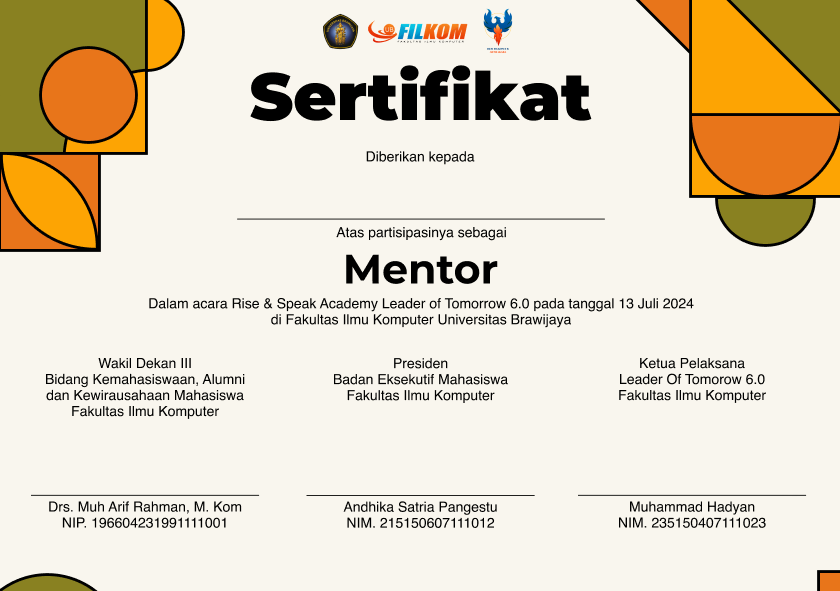 UB FILKOM
FAKULTAS ILMU KOMPUTER
Sertifikat
Diberikan kepada
Atas partisipasinya sebagai
Mentor
Dalam acara Rise & Speak Academy Leader of Tomorrow 6.0 pada tanggal 13 Juli 2024
di Fakultas Ilmu Komputer Universitas Brawijaya
Wakil Dekan III
Bidang Kemahasiswaan, Alumni
dan Kewirausahaan Mahasiswa
Fakultas Ilmu Komputer
Presiden
Badan Eksekutif Mahasiswa
Fakultas Ilmu Komputer
Ketua Pelaksana
Leader Of Tomorow 6.0
Fakultas Ilmu Komputer
Drs. Muh Arif Rahman, M. Kom
NIP. 196604231991111001
Andhika Satria Pangestu
NIM. 215150607111012
Muhammad Hadyan
NIM. 235150407111023